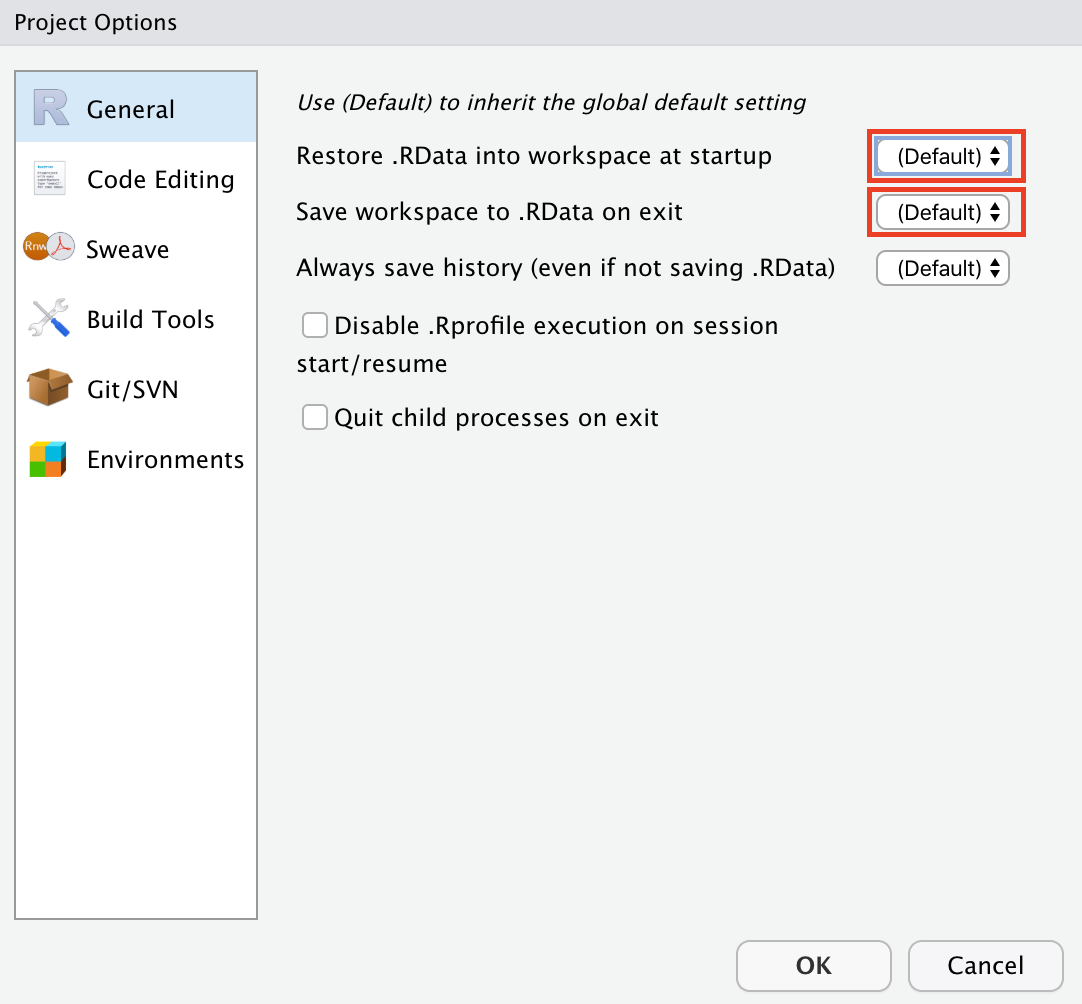 Project Options
General
Code Editing
Sweave
Build Tools
Git/SVN
Environments
Use (Default) to inherit the global default setting
Restore .RData into workspace at startup (Default)
Save workspace to .RData on exit (Default)
Always save history (even if not saving .RData) (Default)
Disable .Rprofile execution on session
start/resume
Quit child processes on exit
OK Cancel